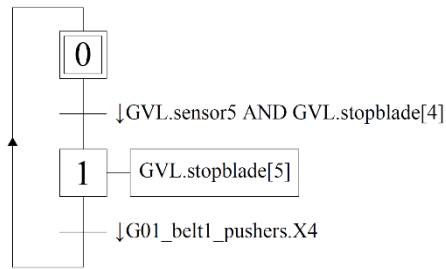 0
↓GVL.sensor5 AND GVL.stopblade[4]
1
GVL.stopblade[5]
↓G01_belt1_pushers.X4